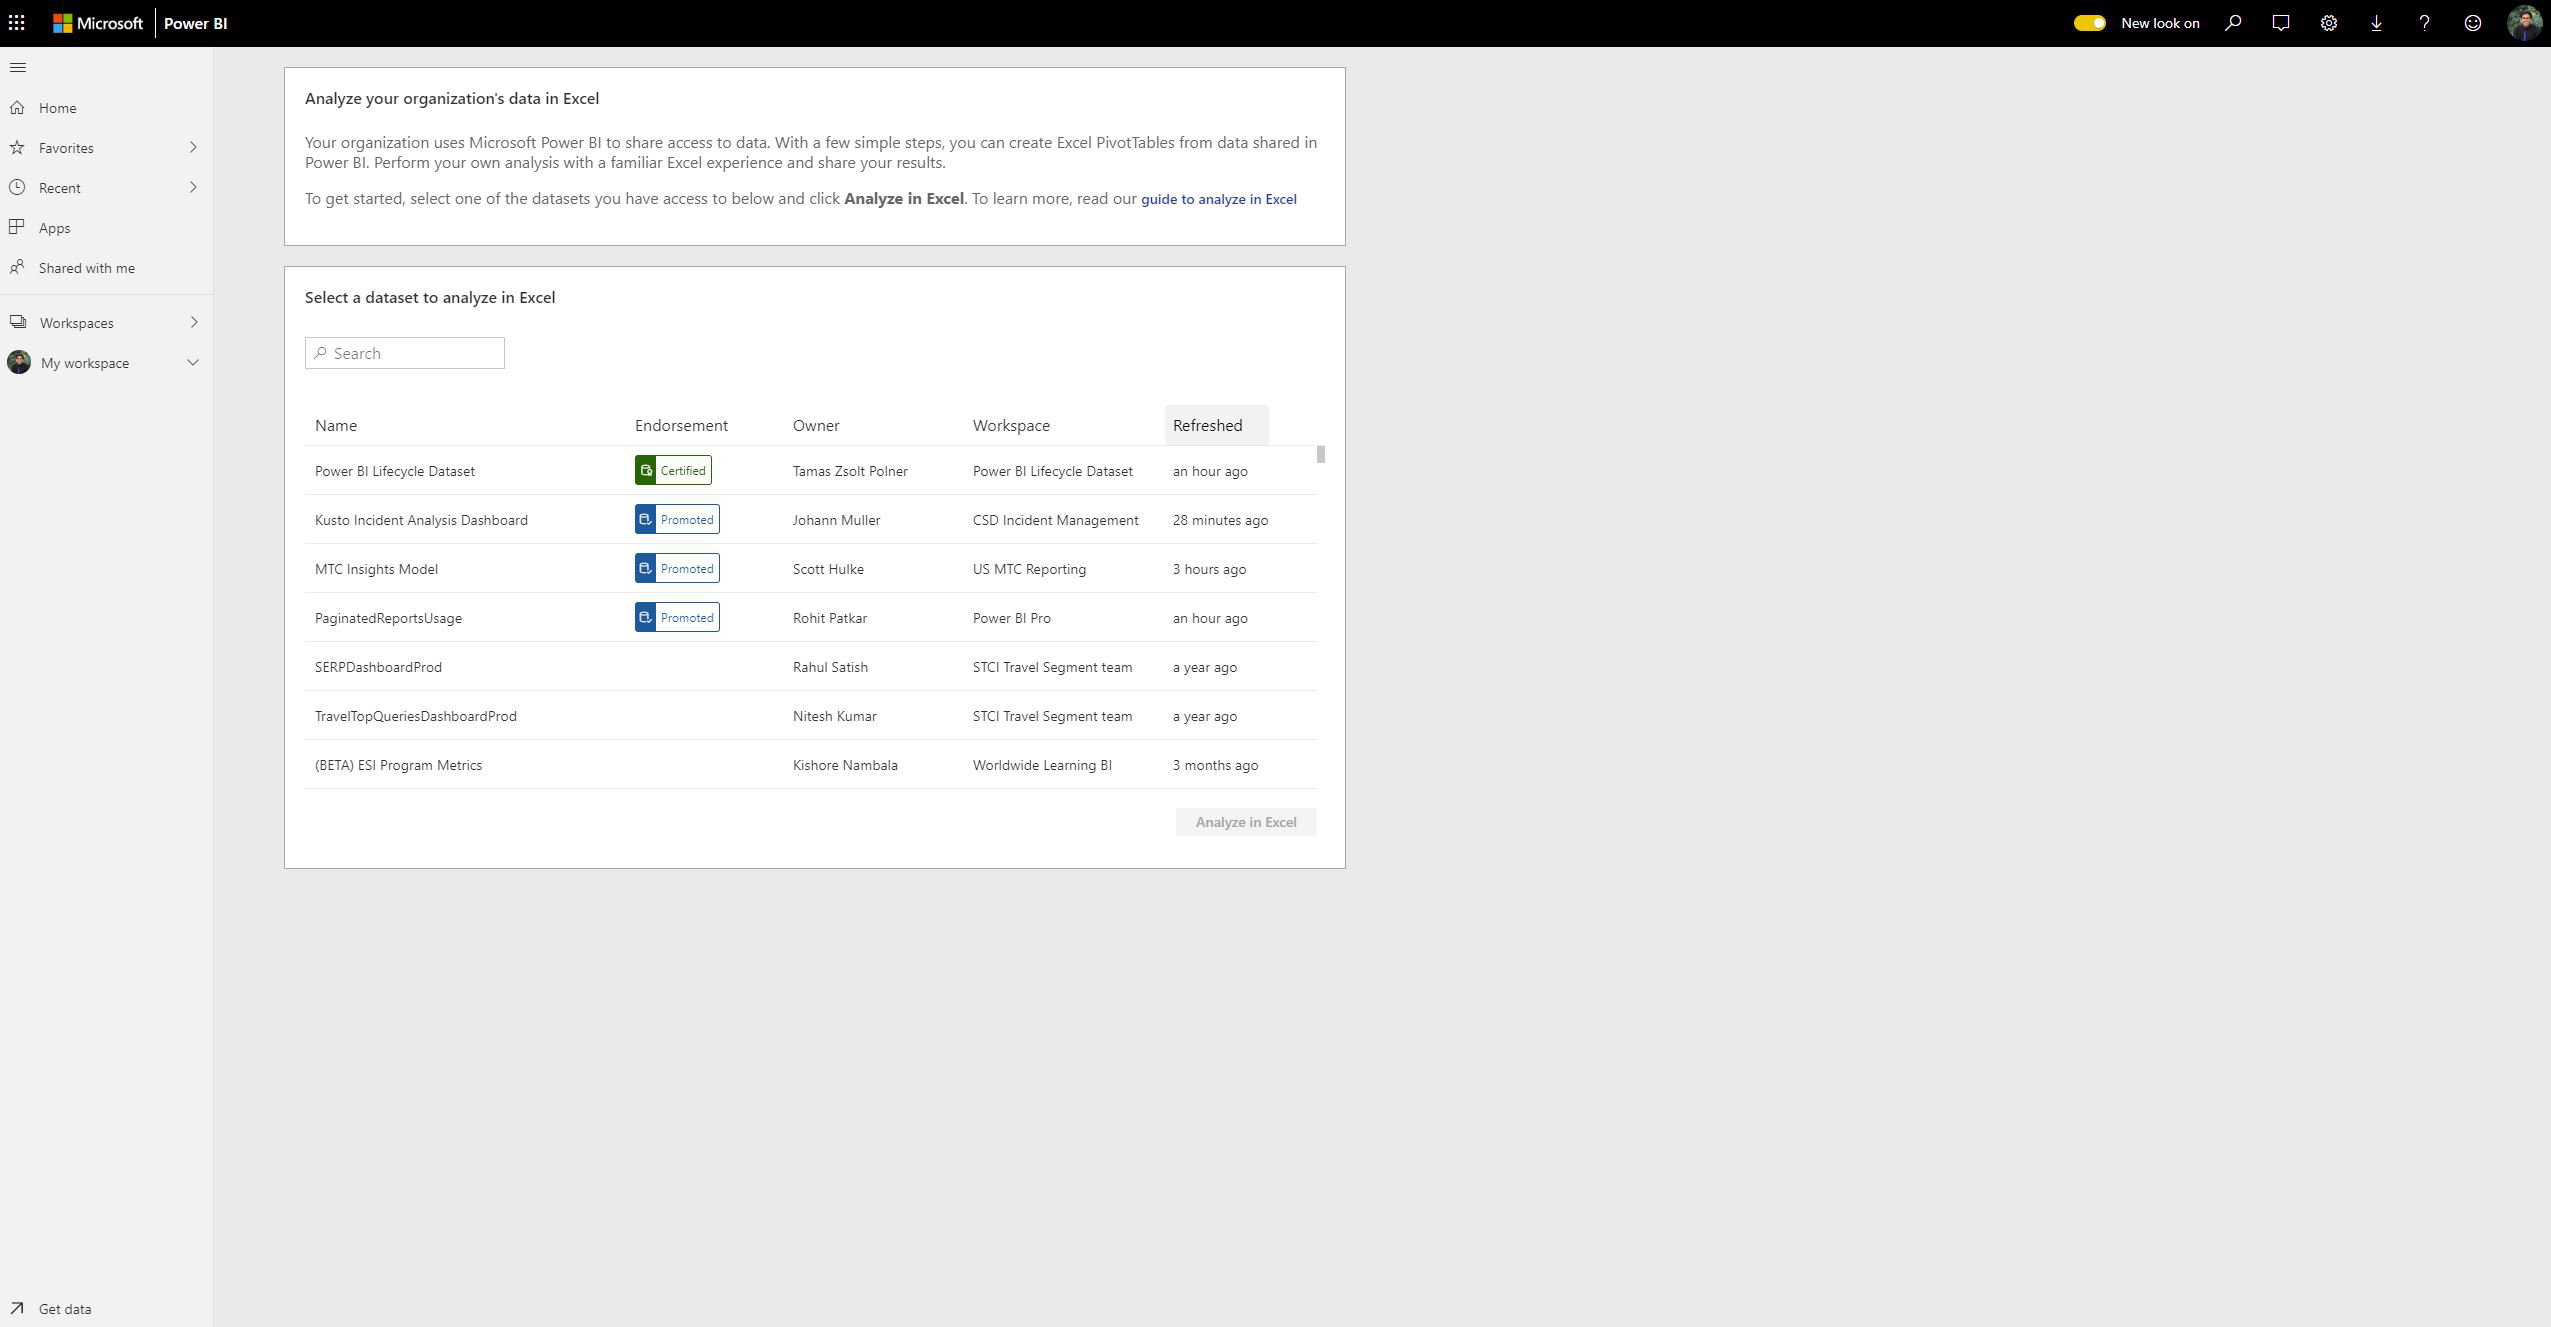 Microsoft Power BI New look on
Home
Favorites
Recent
Apps
Shared with me
Workspaces
My workspace
Get data
Analyze your organization's data in Excel
Your organization uses Microsoft Power BI to share access to data. With a few simple steps, you can create Excel PivotTables from data shared in
Power BI. Perform your own analysis with a familiar Excel experience and share your results.
To get started, select one of the datasets you have access to below and click Analyze in Excel. To learn more, read our guide to analyze in Excel
Select a dataset to analyze in Excel
Search
Name Endorsement Owner Workspace Refreshed
Power BI Lifecycle Dataset Certified Tamas Zsolt Polner Power BI Lifecycle Dataset an hour ago
Kusto Incident Analysis Dashboard Promoted Johann Muller CSD Incident Management 28 minutes ago
MTC Insights Model Promoted Scott Hulke US MTC Reporting 3 hours ago
PaginatedReportsUsage Promoted Rohit Patkar Power BI Pro an hour ago
SERPDashboardProd Rahul Satish STCI Travel Segment team a year ago
TravelTopQueriesDashboardProd Nitesh Kumar STCI Travel Segment team a year ago
(BETA) ESI Program Metrics Kishore Nambala Worldwide Learning BI 3 months ago
Analyze in Excel